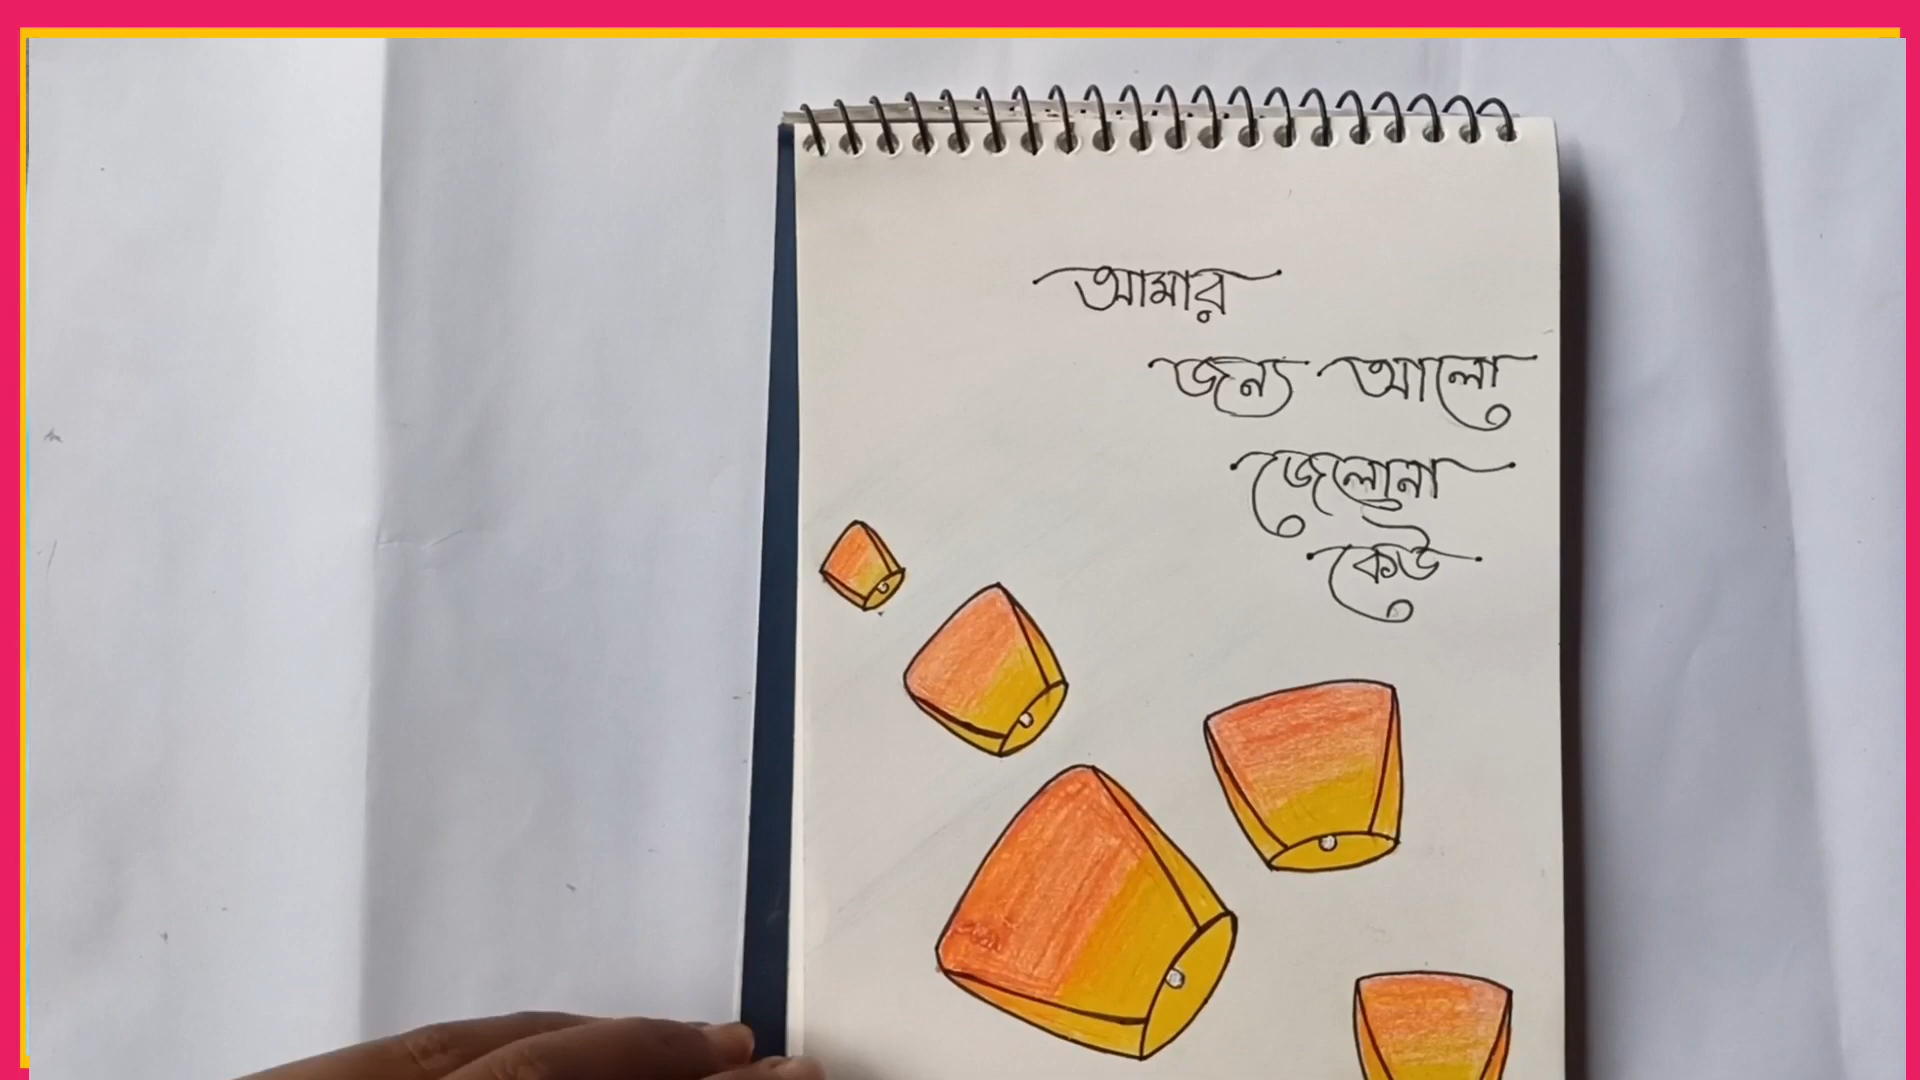 আমার
জন্য আলো
জেলোনা
কেউ